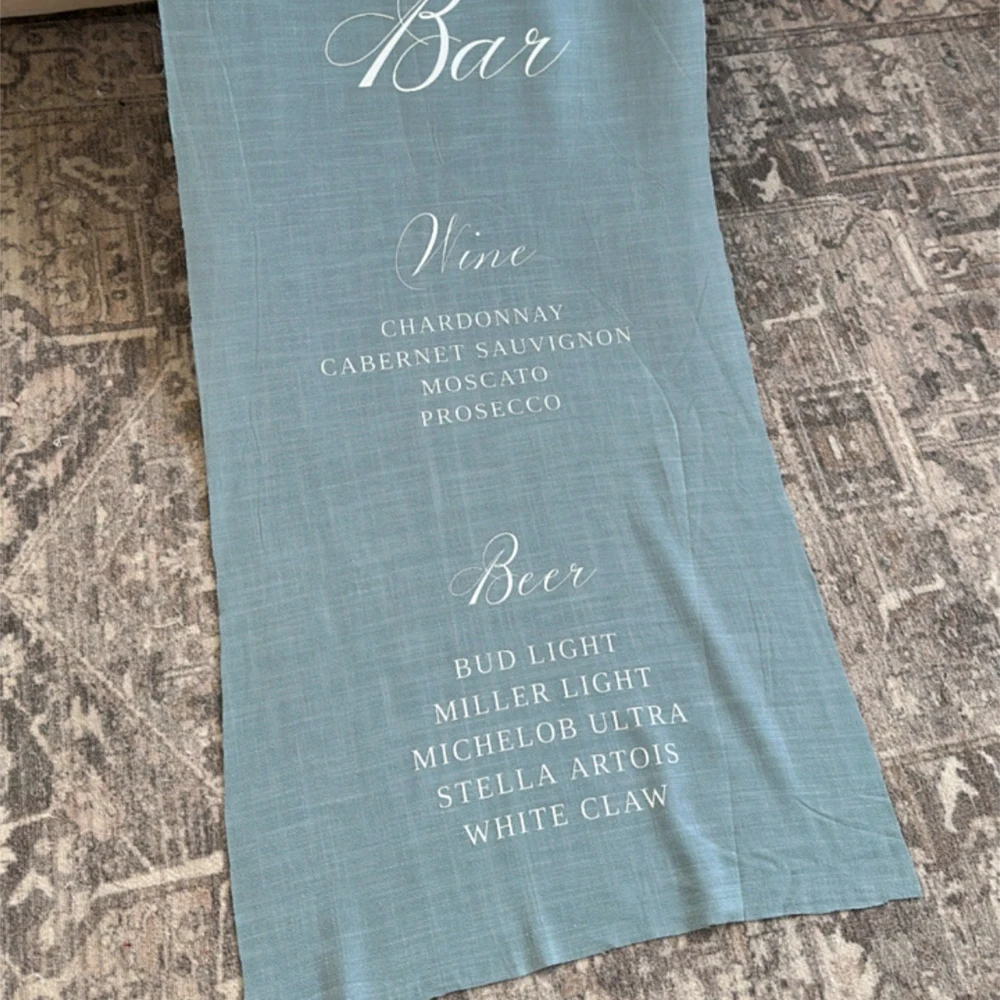 Bar
Wine
CHARDONNAY
CABERNET SAUVIGNON
MOSCATO
PROSECCO
Beer
BUD LIGHT
MILLER LIGHT
MICHELOB ULTRA
STELLA ARTOIS
WHITE CLAW